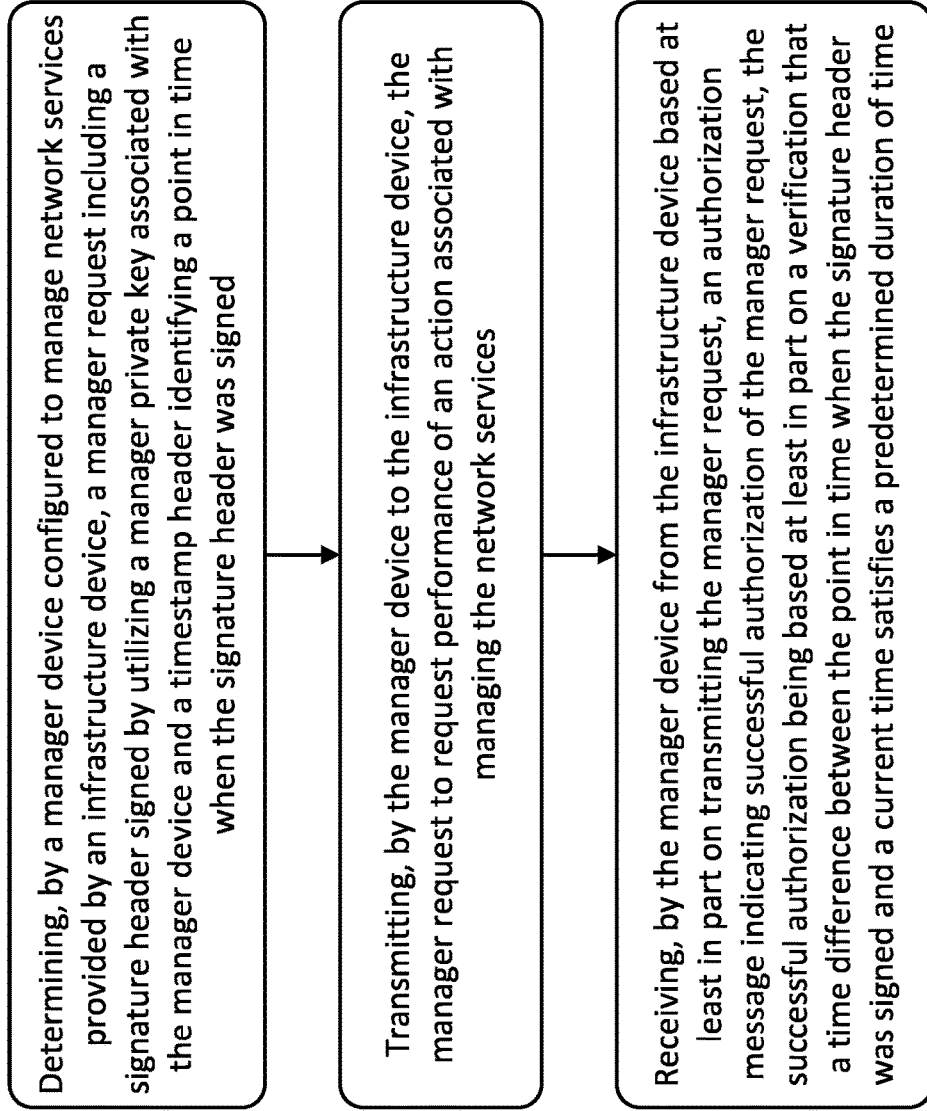 Determining, by a manager device configured to manage network services
provided by an infrastructure device, a manager request including a
signature header signed by utilizing a manager private key associated with
the manager device and a timestamp header identifying a point in time
when the signature header was signed
Transmitting, by the manager device to the infrastructure device, the
manager request to request performance of an action associated with
managing the network services
Receiving, by the manager device from the infrastructure device based at
least in part on transmitting the manager request, an authorization
message indicating successful authorization of the manager request, the
successful authorization being based at least in part on a verification that
a time difference between the point in time when the signature header
was signed and a current time satisfies a predetermined duration of time